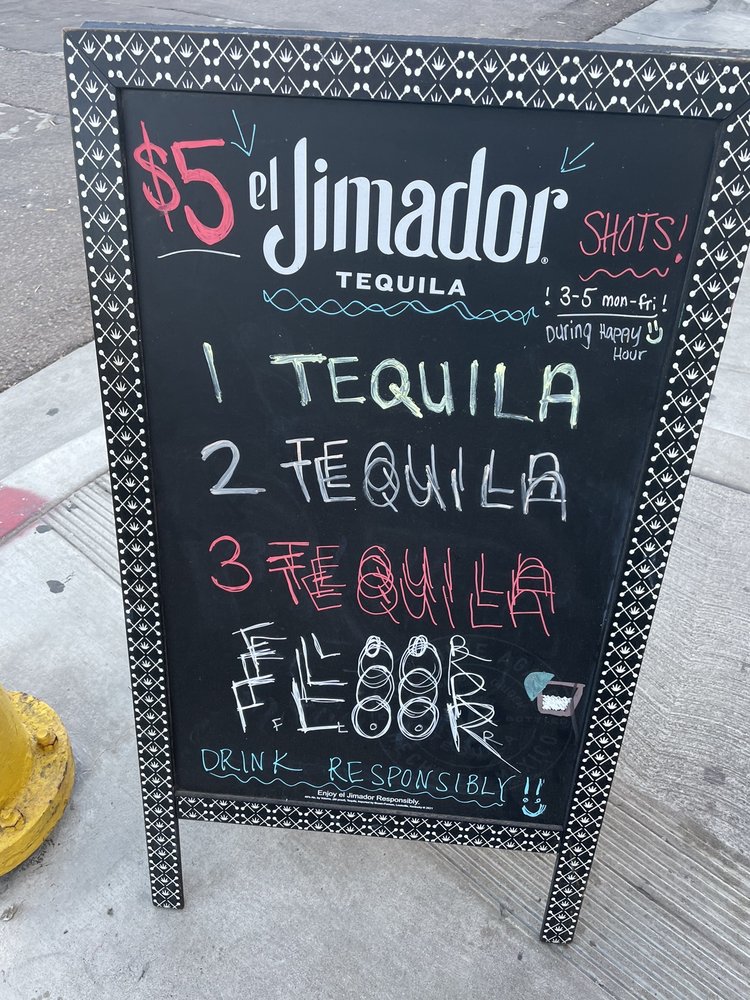 $5 el Jimador SHOTS!
TEQUILA
! 3-5 mon-fri !
During Happy
Hour
1 TEQUILA
2 TEQUILA
3 TEQUILA
FLOOR
DRINK RESPONSIBLY!!
Enjoy el Jimador Responsibly.